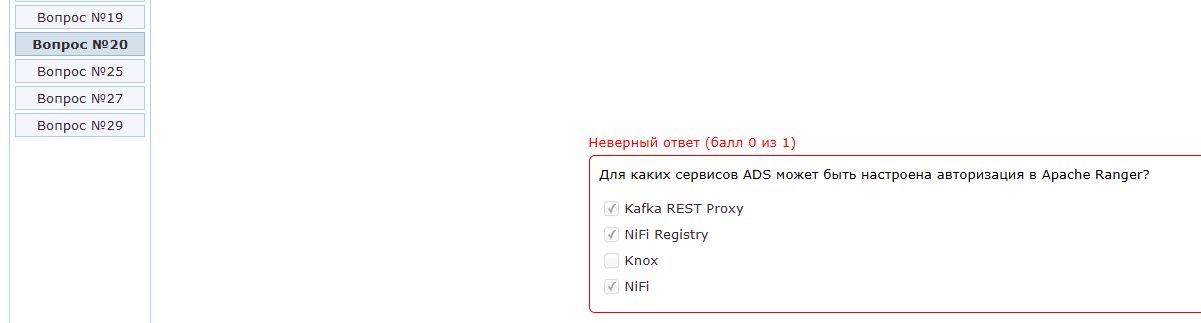 Вопрос №19
Вопрос №20
Вопрос №25
Вопрос №27
Вопрос №29
Неверный ответ (балл 0 из 1)
Для каких сервисов ADS может быть настроена авторизация в Apache Ranger?
Kafka REST Proxy
NiFi Registry
Knox
NiFi